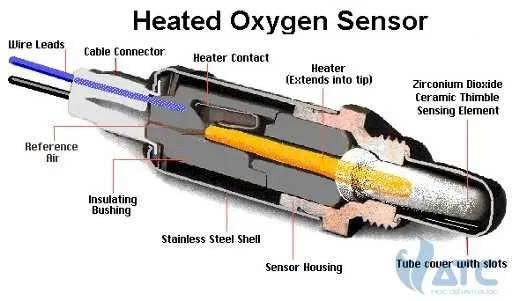 Heated Oxygen Sensor
Wire Leads
Cable Connector
Heater Contact
Heater
(Extends into tip)
Zirconium Dioxide
Ceramic Thimble
Sensing Element
Reference
Air
Insulating
Bushing
Stainless Steel Shell
Sensor Housing
Tube cover with slots
ATC